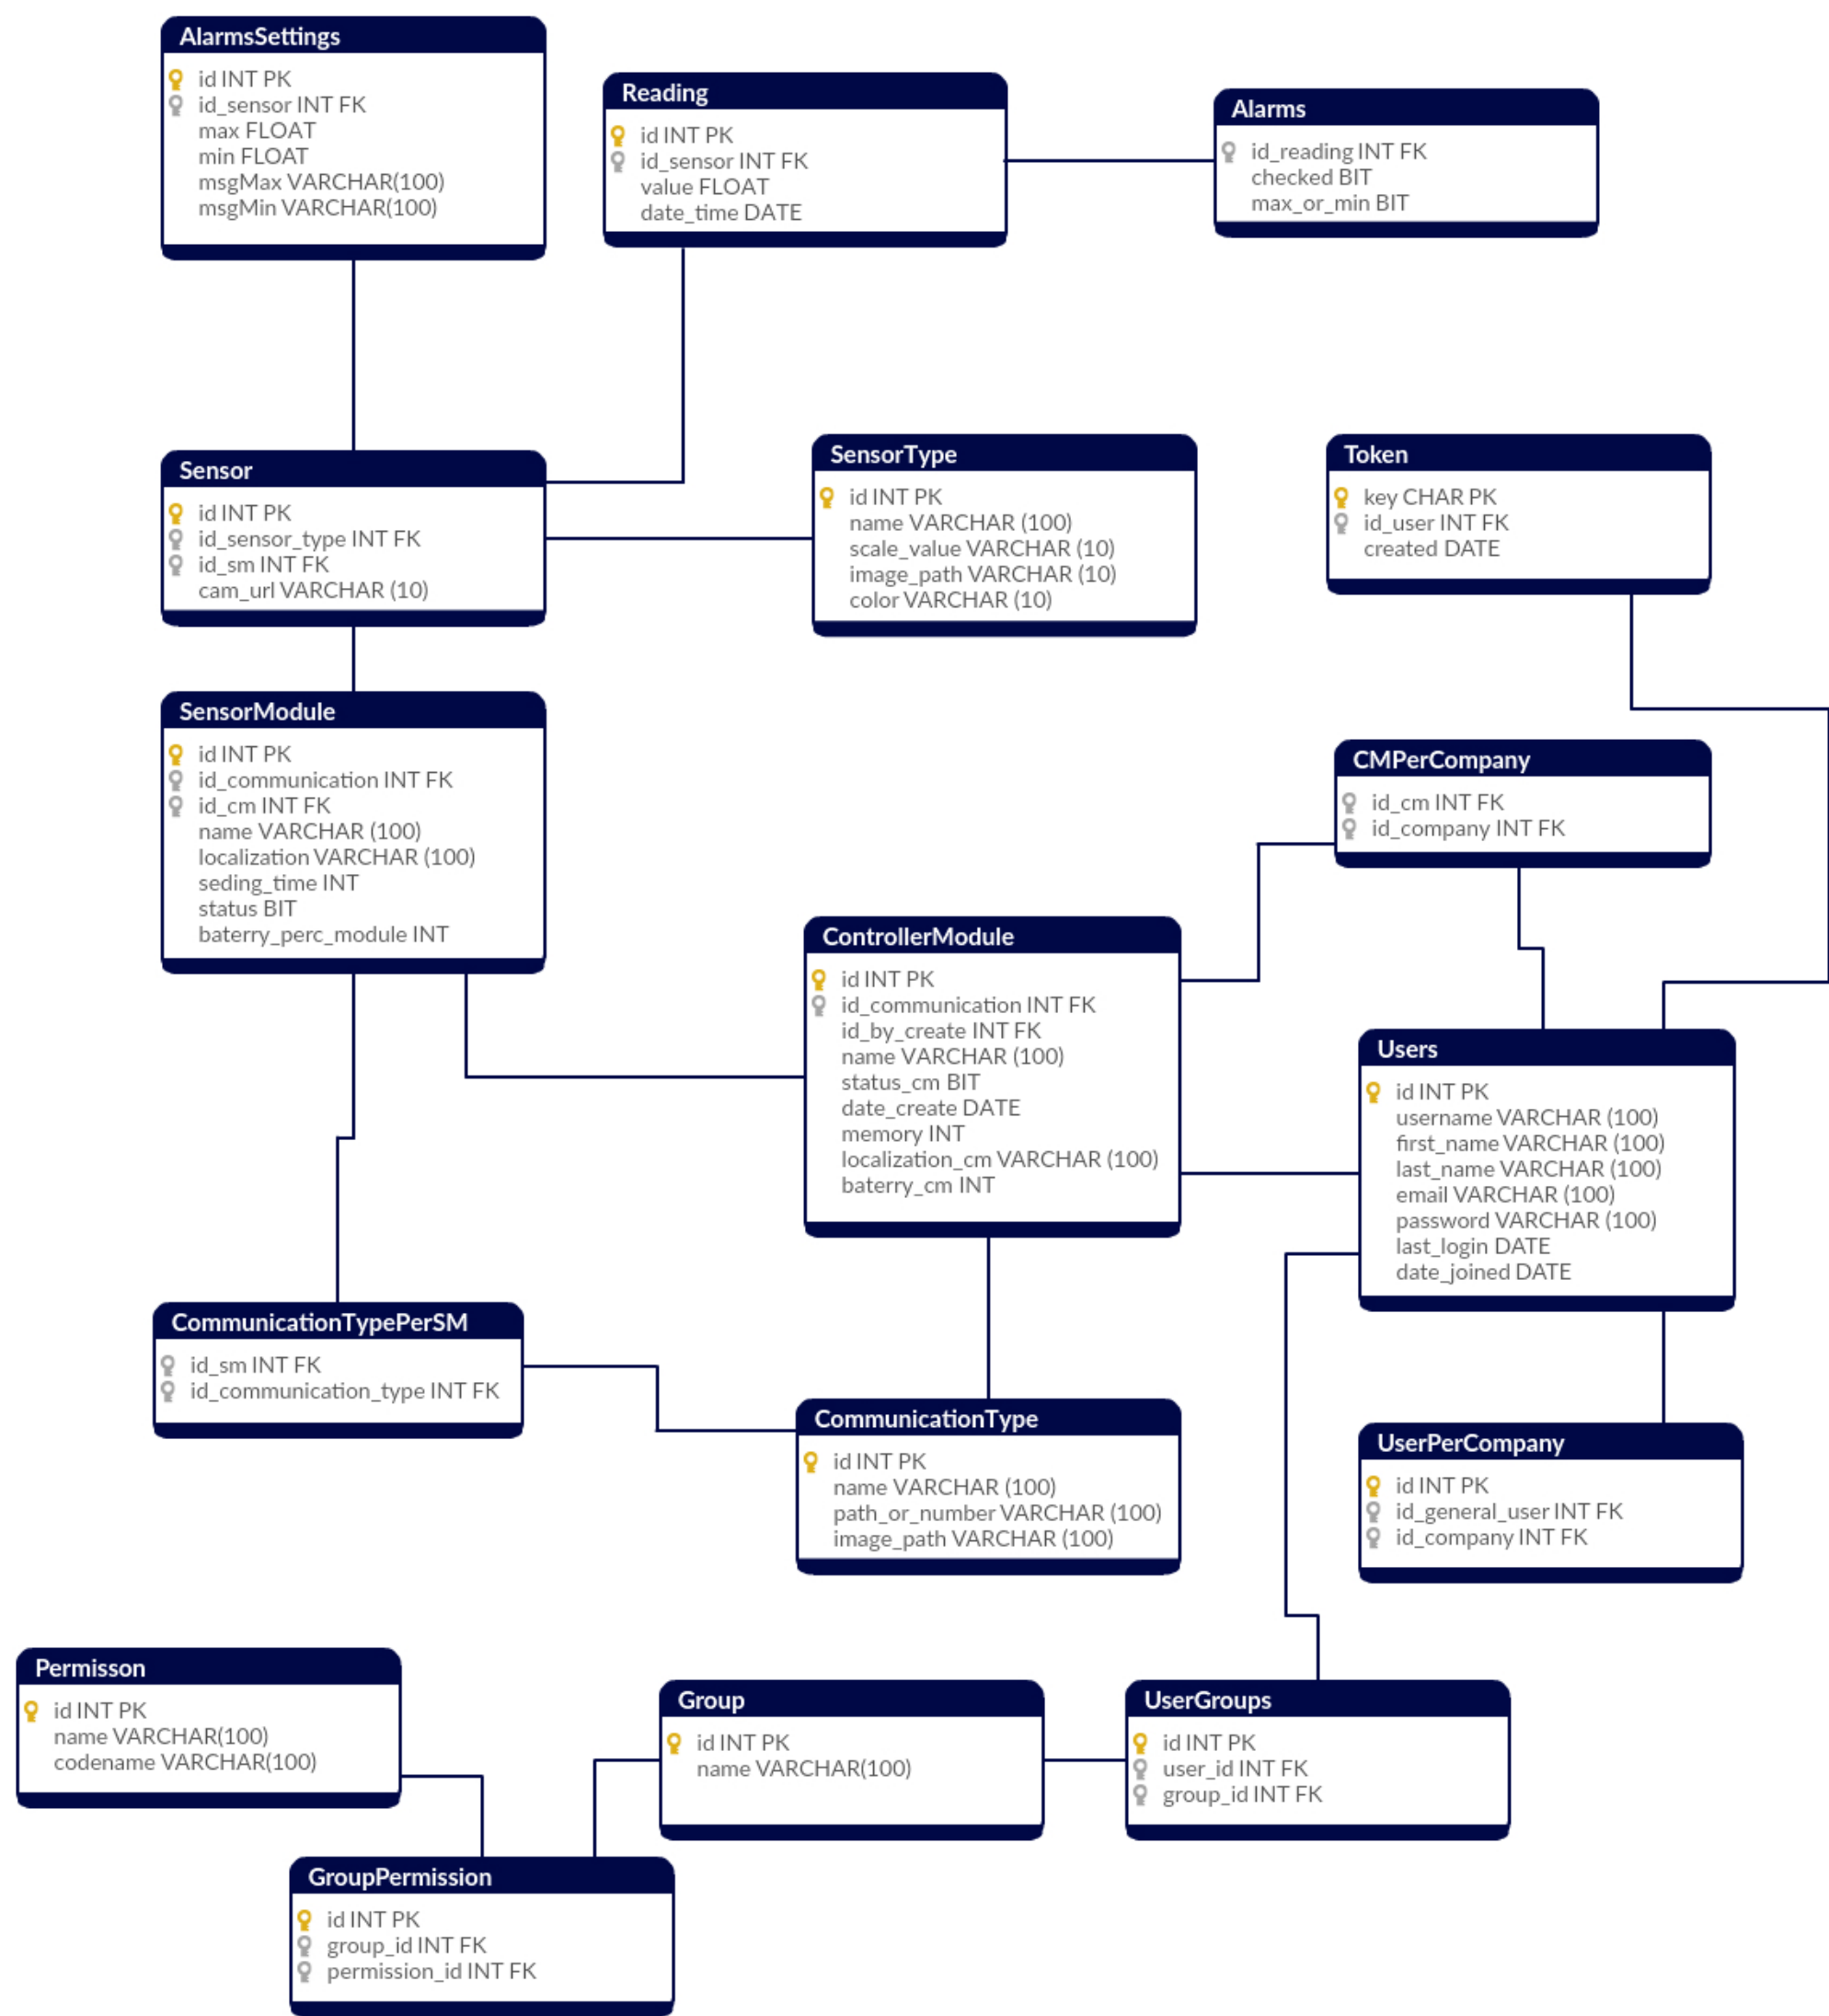 AlarmsSettings
id INT PK
id_sensor INT FK
max FLOAT
min FLOAT
msgMax VARCHAR(100)
msgMin VARCHAR(100)
Reading
id INT PK
id_sensor INT FK
value FLOAT
date_time DATE
Alarms
id_reading INT FK
checked BIT
max_or_min BIT
Sensor
id INT PK
id_sensor_type INT FK
id_sm INT FK
cam_url VARCHAR (10)
SensorType
id INT PK
name VARCHAR (100)
scale_value VARCHAR (10)
image_path VARCHAR (10)
color VARCHAR (10)
Token
key CHAR PK
id_user INT FK
created DATE
SensorModule
id INT PK
id_communication INT FK
id_cm INT FK
name VARCHAR (100)
localization VARCHAR (100)
seding_time INT
status BIT
baterry_perc_module INT
CMPerCompany
id_cm INT FK
id_company INT FK
ControllerModule
id INT PK
id_communication INT FK
id_by_create INT FK
name VARCHAR (100)
status_cm BIT
date_create DATE
memory INT
localization_cm VARCHAR (100)
baterry_cm INT
Users
id INT PK
username VARCHAR (100)
first_name VARCHAR (100)
last_name VARCHAR (100)
email VARCHAR (100)
password VARCHAR (100)
last_login DATE
date_joined DATE
CommunicationTypePerSM
id_sm INT FK
id_communication_type INT FK
CommunicationType
id INT PK
name VARCHAR (100)
path_or_number VARCHAR (100)
image_path VARCHAR (100)
UserPerCompany
id INT PK
id_general_user INT FK
id_company INT FK
Permisson
id INT PK
name VARCHAR(100)
codename VARCHAR(100)
Group
id INT PK
name VARCHAR(100)
UserGroups
id INT PK
user_id INT FK
group_id INT FK
GroupPermission
id INT PK
group_id INT FK
permission_id INT FK